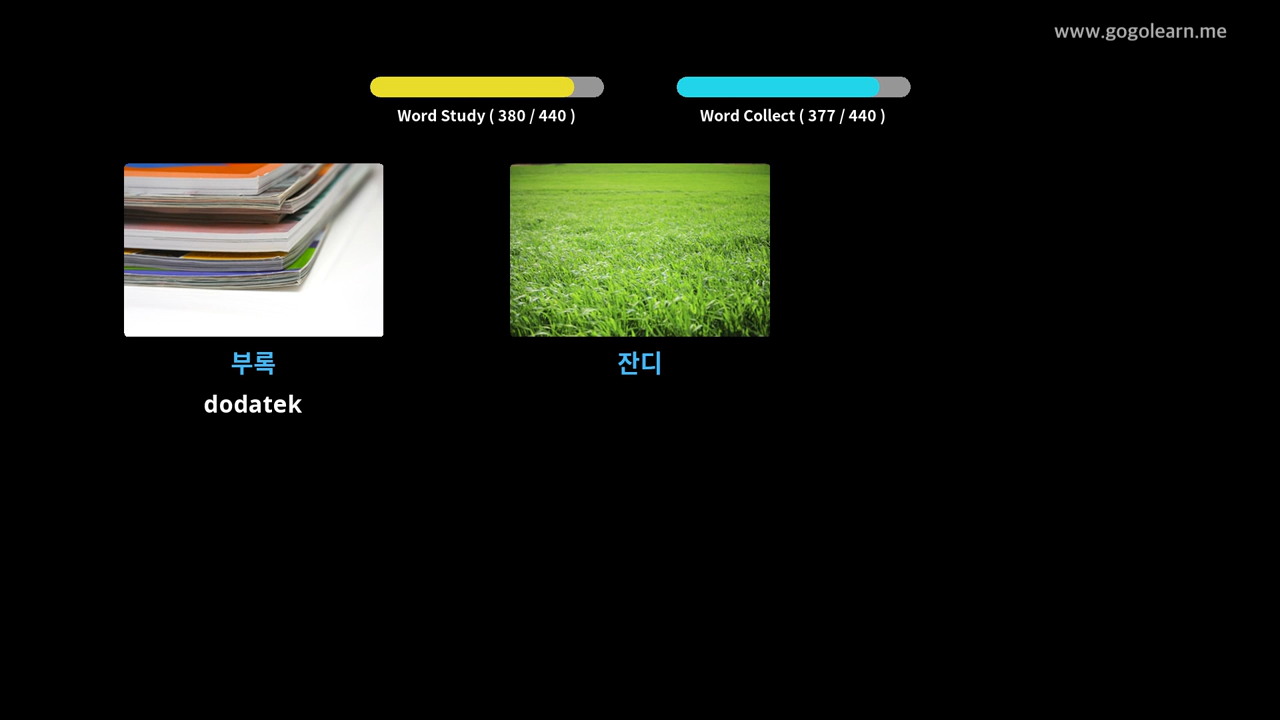 www.gogolearn.me
Word Study ( 380 / 440 )
Word Collect ( 377 / 440 )
부록
잔디
dodatek